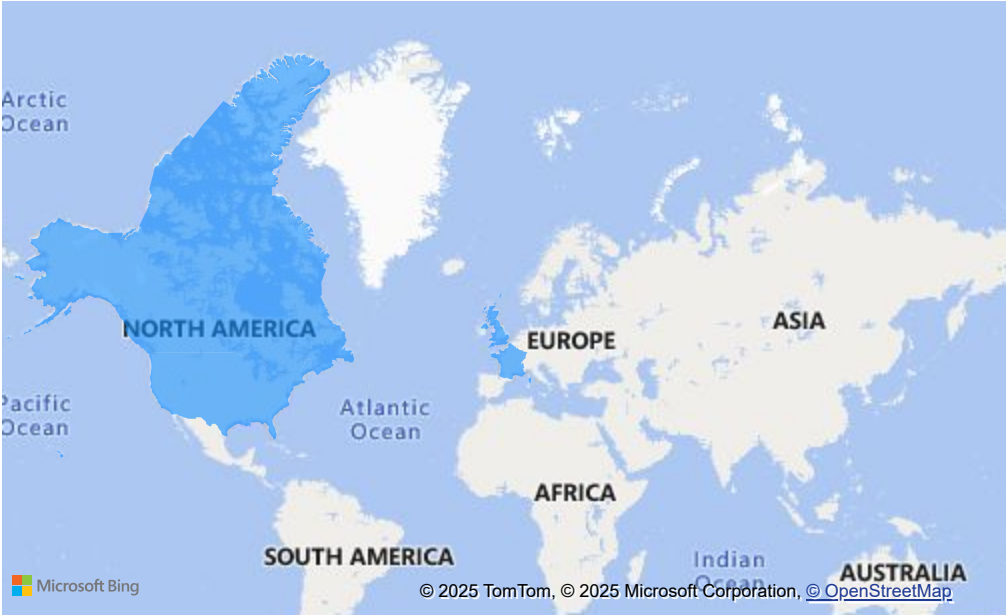 Arctic
Ocean
NORTH AMERICA
EUROPE
ASIA
Pacific
Ocean
Atlantic
Ocean
AFRICA
SOUTH AMERICA
Indian
Ocean
AUSTRALIA
Microsoft Bing
© 2025 TomTom, © 2025 Microsoft Corporation, © OpenStreetMap